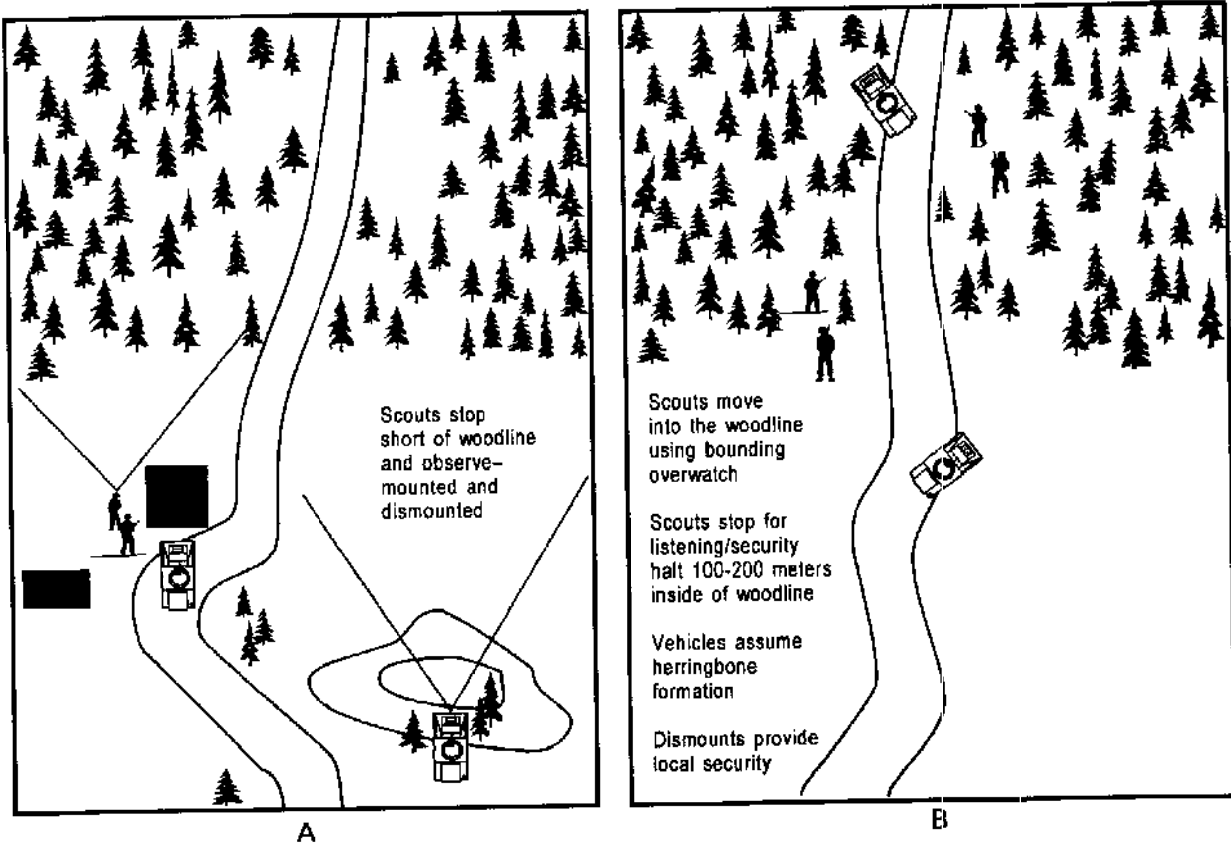 Scouts stop
short of woodline
and observe–
mounted and
dismounted
A
Scouts move
into the woodline
using bounding
overwatch
Scouts stop for
listening/security
halt 100-200 meters
inside of woodline
Vehicles assume
herringbone
formation
Dismounts provide
local security
B